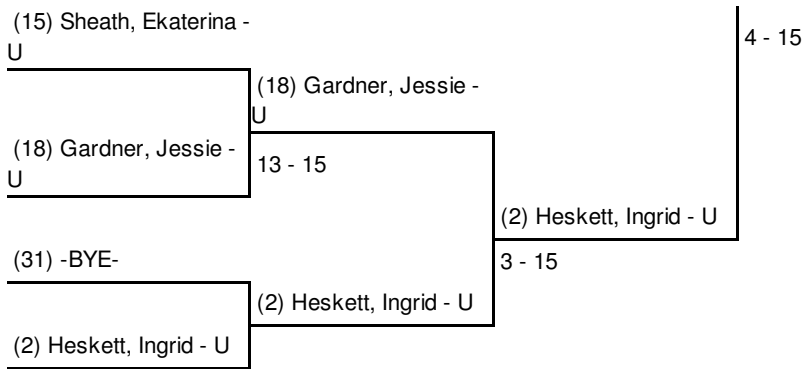 (15) Sheath, Ekaterina -
U
4 - 15
(18) Gardner, Jessie -
U
(18) Gardner, Jessie -
U
13 - 15
(2) Heskett, Ingrid - U
(31) -BYE-
3 - 15
(2) Heskett, Ingrid - U
(2) Heskett, Ingrid - U